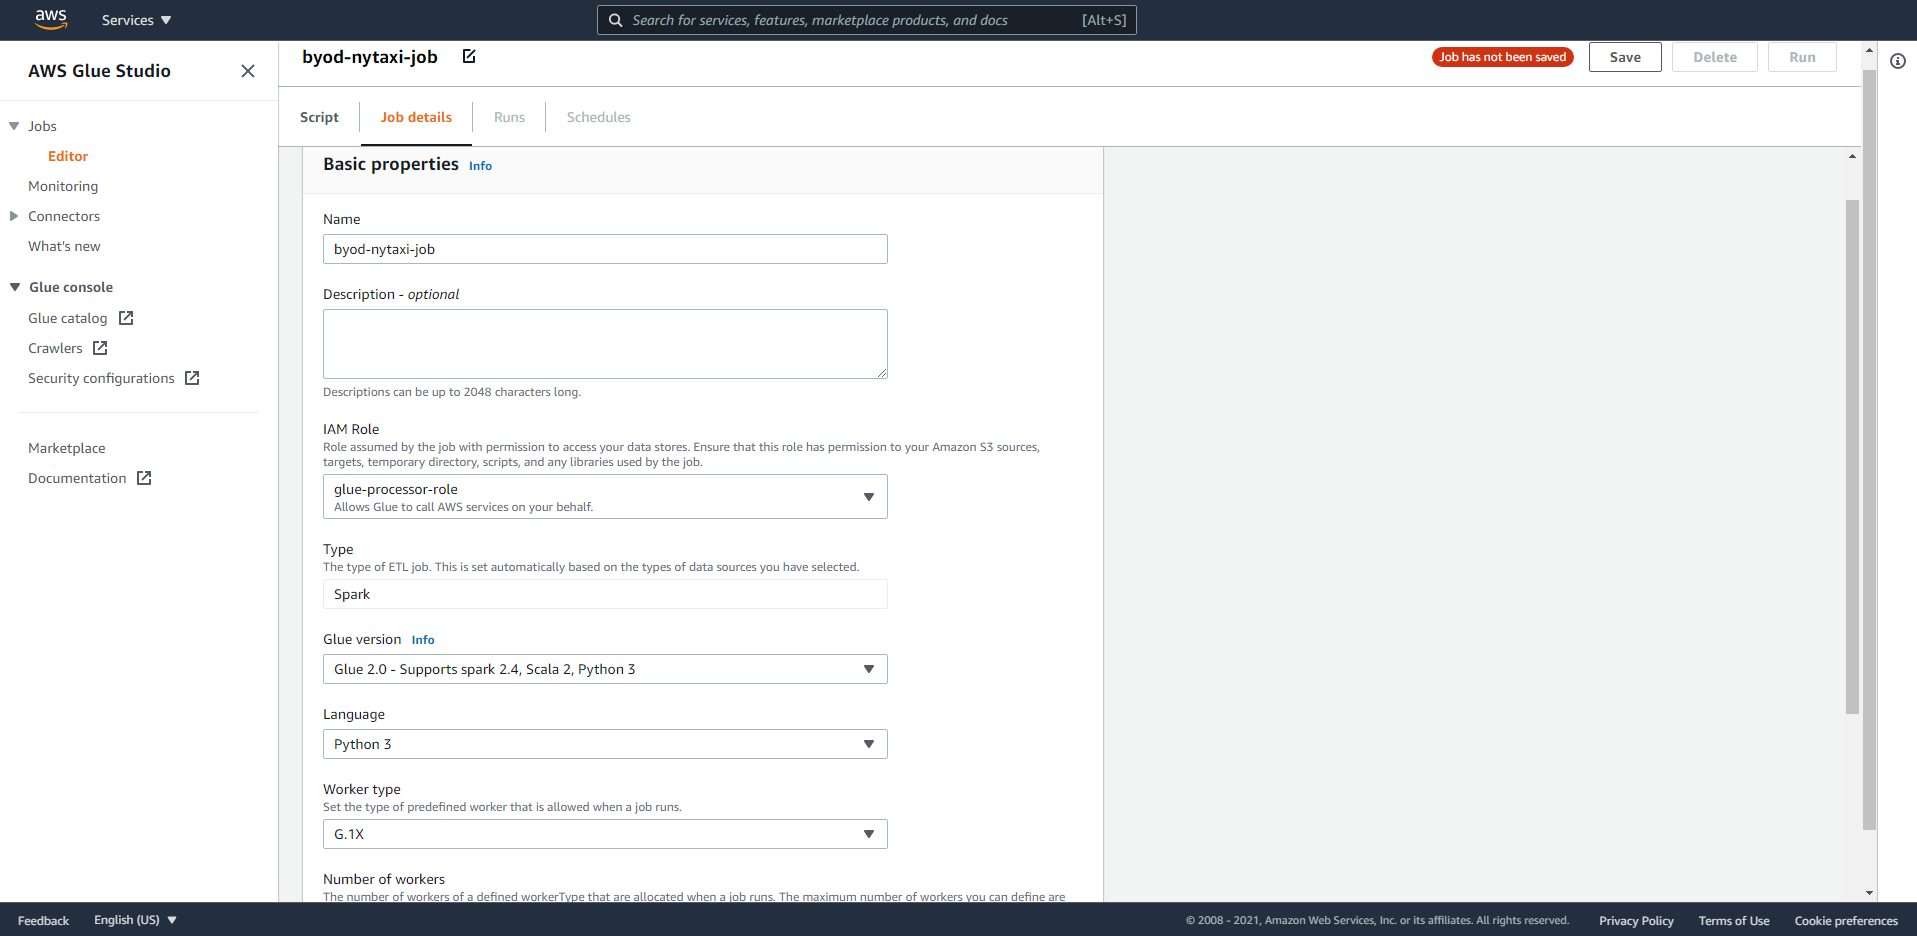 aws
Services
Search for services, features, marketplace products, and docs [Alt+S]
AWS Glue Studio
Jobs
Editor
Monitoring
Connectors
What's new
Glue console
Glue catalog
Crawlers
Security configurations
Marketplace
Documentation
byod-nytaxi-job
Job has not been saved
Save
Delete
Run
Script
Job details
Runs
Schedules
Basic properties Info
Name
byod-nytaxi-job
Description - optional
Descriptions can be up to 2048 characters long.
IAM Role
Role assumed by the job with permission to access your data stores. Ensure that this role has permission to your Amazon S3 sources,
targets, temporary directory, scripts, and any libraries used by the job.
glue-processor-role
Allows Glue to call AWS services on your behalf.
Type
The type of ETL job. This is set automatically based on the types of data sources you have selected.
Spark
Glue version Info
Glue 2.0 - Supports spark 2.4, Scala 2, Python 3
Language
Python 3
Worker type
Set the type of predefined worker that is allowed when a job runs.
G.1X
Number of workers
The number of workers of a defined workerType that are allocated when a job runs. The maximum number of workers you can define are
Feedback
English (US)
© 2008 - 2021, Amazon Web Services, Inc. or its affiliates. All rights reserved.
Privacy Policy
Terms of Use
Cookie preferences